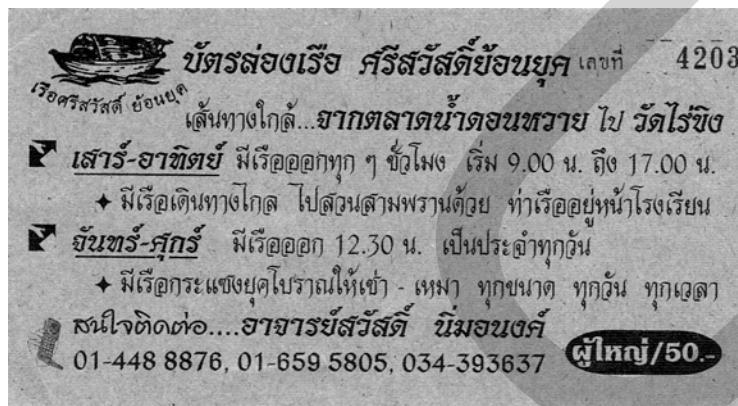 บัตรล่องเรือ ศรีสวัสดิ์ย้อนยุค เลขที่ 4203
เรือศรีสวัสดิ์ ย้อนยุค
เส้นทางใกล้...จากตลาดน้ำดอนหวาย ไป วัดไร่ขิง
เสาร์-อาทิตย์ มีเรือออกทุก ๆ ชั่วโมง เริ่ม 9.00 น. ถึง 17.00 น.
✦ มีเรือเดินทางไกล ไปสวนสามพรานด้วย ท่าเรืออยู่หน้าโรงเรียน
จันทร์-ศุกร์ มีเรือออก 12.30 น. เป็นประจำทุกวัน
✦ มีเรือกระแชงยุคโบราณให้เช่า - เหมา ทุกขนาด ทุกวัน ทุกเวลา
สนใจติดต่อ....อาจารย์สวัสดิ์ นิ่มอนงค์
01-448 8876, 01-659 5805, 034-393637
ผู้ใหญ่/50.-